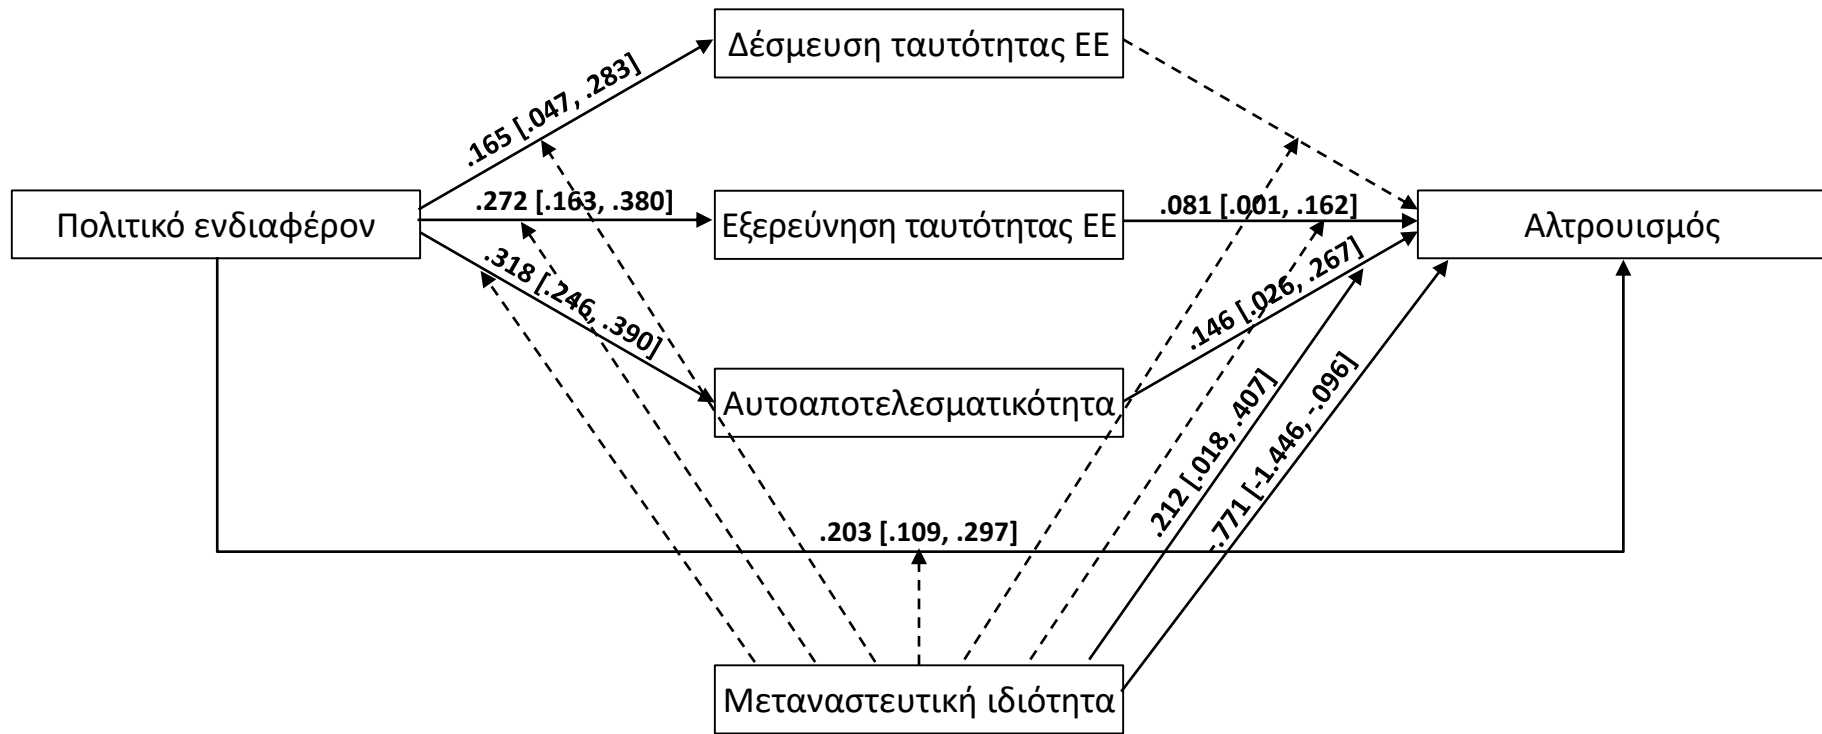 Δέσμευση ταυτότητας ΕΕ
.165 [.047, .283]
Πολιτικό ενδιαφέρον
.272 [.163, .380]
Εξερεύνηση ταυτότητας ΕΕ
.081 [.001, .162]
Αλτρουισμός
.318 [.246, .390]
.146 [.026, .267]
Αυτοαποτελεσματικότητα
.212 [.018, .407]
-.771 [-1.446, -.096]
.203 [.109, .297]
Μεταναστευτική ιδιότητα